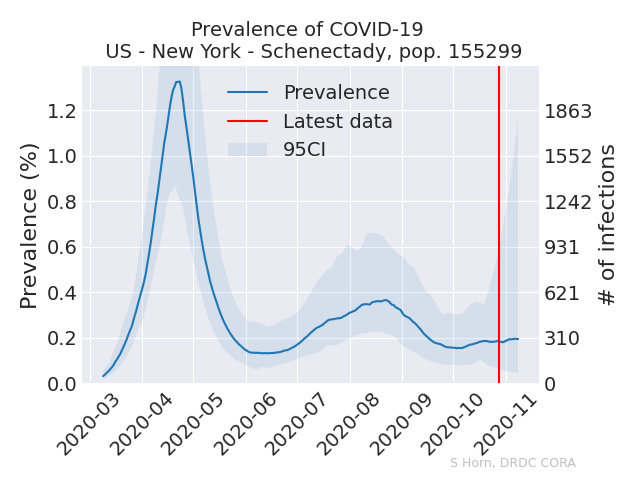 Prevalence of COVID-19
US - New York - Schenectady, pop. 155299
Prevalence
Latest data
95CI
Prevalence (%)
1.2
1.0
0.8
0.6
0.4
0.2
0.0
1863
1552
1242
931
621
310
0
# of infections
2020-03
2020-04
2020-05
2020-06
2020-07
2020-08
2020-09
2020-10
2020-11
S Horn, DRDC CORA